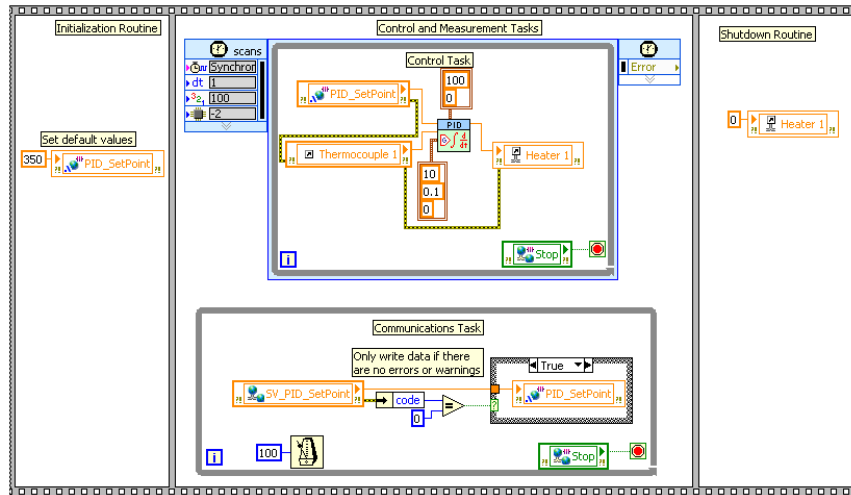 Initialization Routine
Set default values
350
PID_SetPoint
Control and Measurement Tasks
scans
Synchror
dt 1
100
-2
Error
Control Task
100
0
PID_SetPoint
PID
Thermocouple 1
Heater 1
10
0.1
0
Stop
i
Communications Task
Only write data if there
are no errors or warnings
True
SV_PID_SetPoint
code
=
0
?
PID_SetPoint
i
100
Stop
Shutdown Routine
0
Heater 1